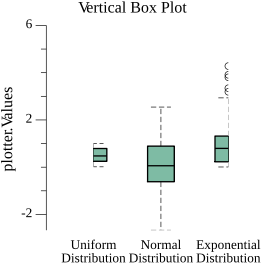 Vertical Box Plot
6
2
-2
plotter.Values
Uniform
Distribution
Normal
Distribution
Exponential
Distribution